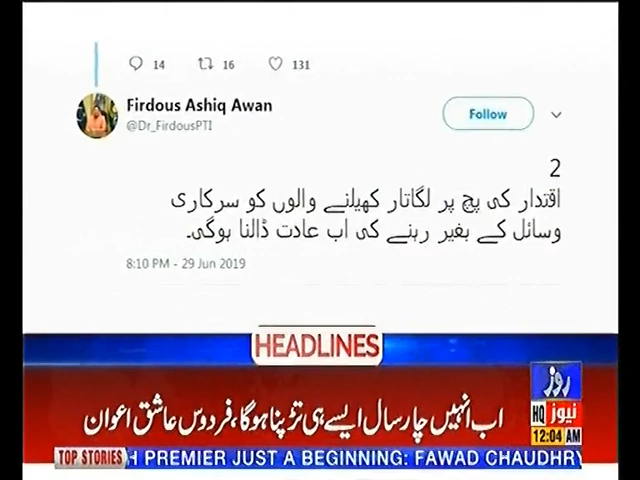 14 16 131
Firdous Ashiq Awan
@Dr_FirdousPTI
Follow
2
اقتدار کی پچ پر لگاتار کھیلنے والوں کو سرکاری
وسائل کے بغیر رہنے کی اب عادت ڈالنا ہوگی۔
8:10 PM - 29 Jun 2019
HEADLINES
اب انہیں چار سال ایسے ہی تڑپنا ہوگا، فردوس عاشق اعوان
روز
HQ نیوز
12:04 AM
TOP STORIES H PREMIER JUST A BEGINNING: FAWAD CHAUDHRY